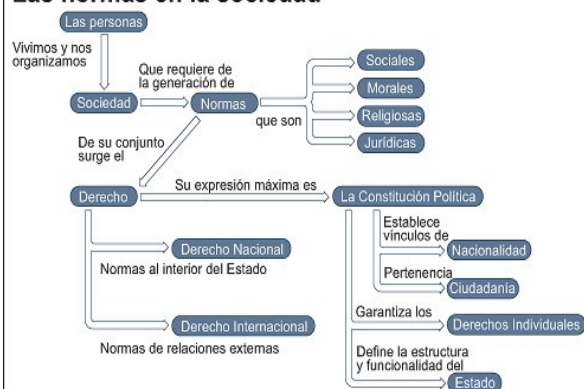 Las normas en la sociedad
Las personas
Vivimos y nos
organizamos
Sociedad
Que requiere de
la generación de
Normas
que son
Sociales
Morales
Religiosas
Jurídicas
De su conjunto
surge el
Derecho
Su expresión máxima es
La Constitución Política
Derecho Nacional
Normas al interior del Estado
Derecho Internacional
Normas de relaciones externas
Establece
vínculos de
Nacionalidad
Pertenencia
Ciudadanía
Garantiza los
Derechos Individuales
Define la estructura
y funcionalidad del
Estado